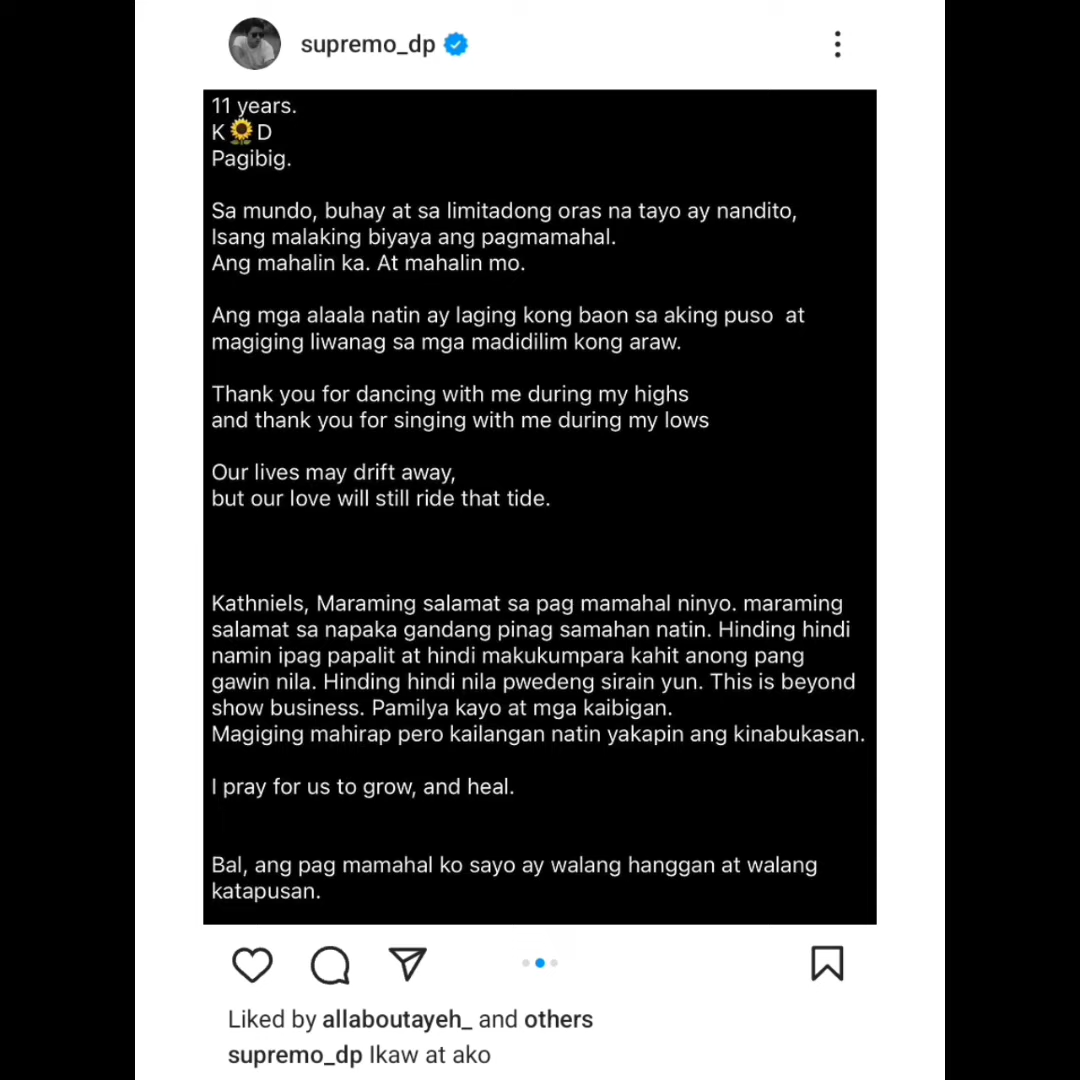 supremo_dp
11 years.
K🌻D
Pagibig.
Sa mundo, buhay at sa limitadong oras na tayo ay nandito,
Isang malaking biyaya ang pagmamahal.
Ang mahalin ka. At mahalin mo.
Ang mga alaala natin ay laging kong baon sa aking puso  at
magiging liwanag sa mga madidilim kong araw.
Thank you for dancing with me during my highs
and thank you for singing with me during my lows
Our lives may drift away,
but our love will still ride that tide.
Kathniels, Maraming salamat sa pag mamahal ninyo. maraming
salamat sa napaka gandang pinag samahan natin. Hinding hindi
namin ipag papalit at hindi makukumpara kahit anong pang
gawin nila. Hinding hindi nila pwedeng sirain yun. This is beyond
show business. Pamilya kayo at mga kaibigan.
Magiging mahirap pero kailangan natin yakapin ang kinabukasan.
I pray for us to grow, and heal.
Bal, ang pag mamahal ko sayo ay walang hanggan at walang
katapusan.
Liked by allaboutayeh_ and others
supremo_dp Ikaw at ako